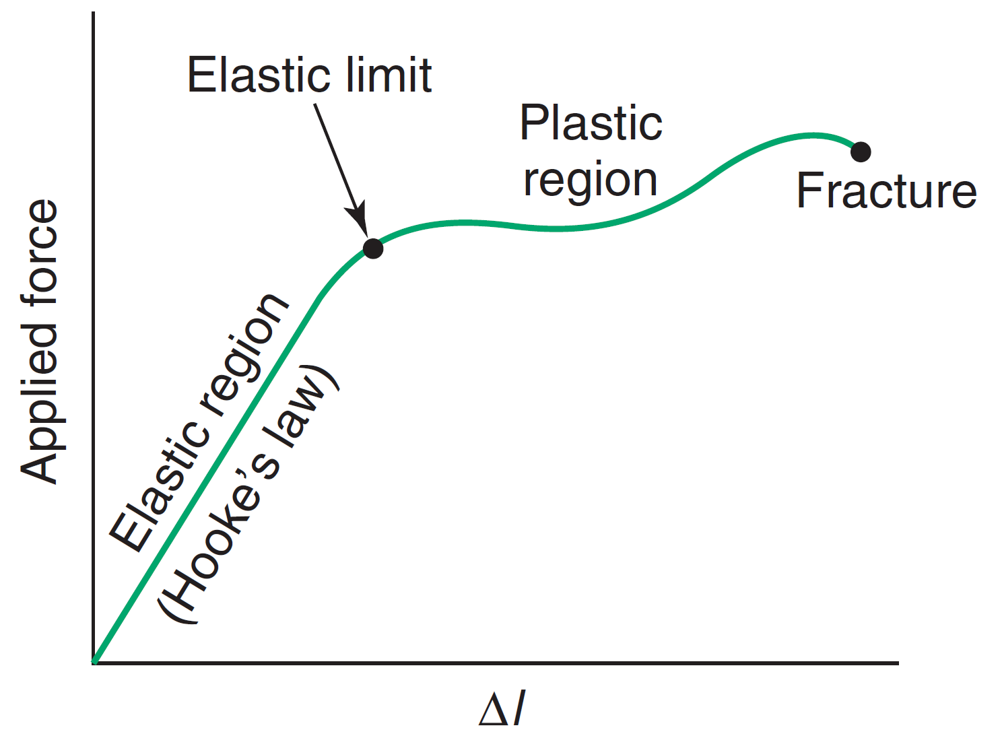 Elastic limit
Plastic
region
Fracture
Applied force
Elastic region
(Hooke’s law)
Δl